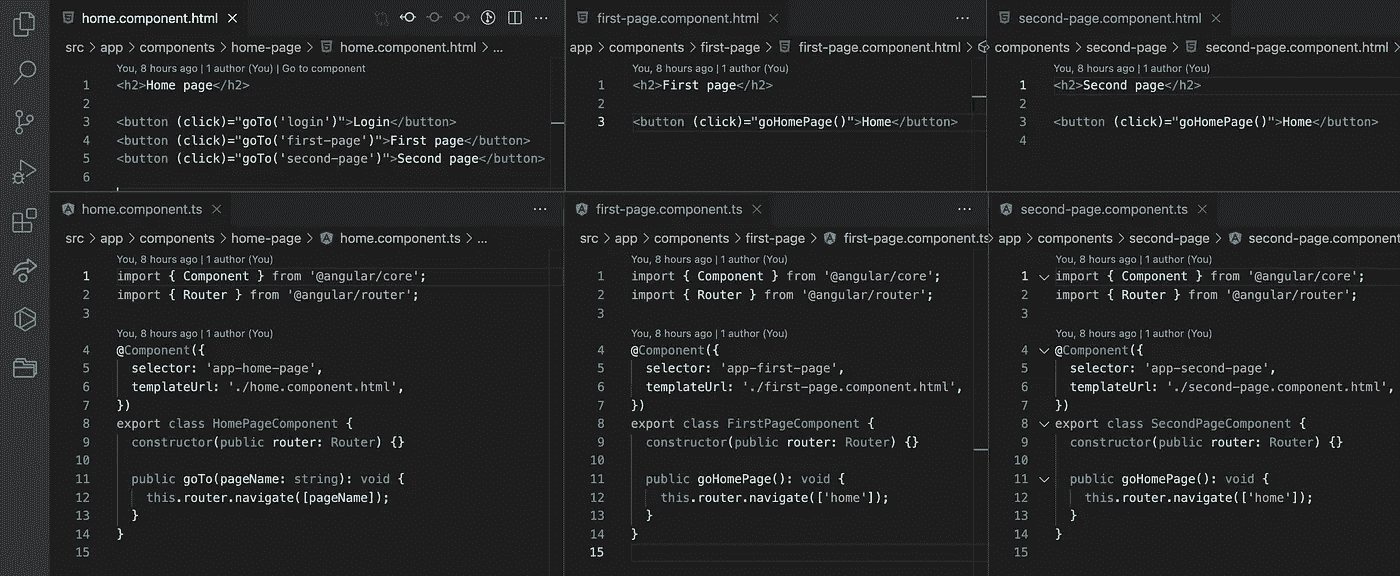 home.component.html
src > app > components > home-page > home.component.html > ...
You, 8 hours ago | 1 author (You) | Go to component
1 <h2>Home page</h2>
2
3 <button (click)="goTo('login')">Login</button>
4 <button (click)="goTo('first-page')">First page</button>
5 <button (click)="goTo('second-page')">Second page</button>
6
first-page.component.html
app > components > first-page > first-page.component.html >
You, 8 hours ago | 1 author (You)
1 <h2>First page</h2>
2
3 <button (click)="goHomePage()">Home</button>
second-page.component.html
components > second-page > second-page.component.html >
You, 8 hours ago | 1 author (You)
1 <h2>Second page</h2>
2
3 <button (click)="goHomePage()">Home</button>
4
home.component.ts
src > app > components > home-page > home.component.ts > ...
You, 8 hours ago | 1 author (You)
1 import { Component } from '@angular/core';
2 import { Router } from '@angular/router';
3
You, 8 hours ago | 1 author (You)
4 @Component({
5 selector: 'app-home-page',
6 templateUrl: './home.component.html',
7 })
8 export class HomePageComponent {
9 constructor(public router: Router) {}
10
11 public goTo(pageName: string): void {
12 this.router.navigate([pageName]);
13 }
14 }
15
first-page.component.ts
src > app > components > first-page > first-page.component.ts >
You, 8 hours ago | 1 author (You)
1 import { Component } from '@angular/core';
2 import { Router } from '@angular/router';
3
You, 8 hours ago | 1 author (You)
4 @Component({
5 selector: 'app-first-page',
6 templateUrl: './first-page.component.html',
7 })
8 export class FirstPageComponent {
9 constructor(public router: Router) {}
10
11 public goHomePage(): void {
12 this.router.navigate(['home']);
13 }
14 }
15
second-page.component.ts
app > components > second-page > second-page.component
You, 8 hours ago | 1 author (You)
1 import { Component } from '@angular/core';
2 import { Router } from '@angular/router';
3
You, 8 hours ago | 1 author (You)
4 @Component({
5 selector: 'app-second-page',
6 templateUrl: './second-page.component.html',
7 })
8 export class SecondPageComponent {
9 constructor(public router: Router) {}
10
11 public goHomePage(): void {
12 this.router.navigate(['home']);
13 }
14 }
15